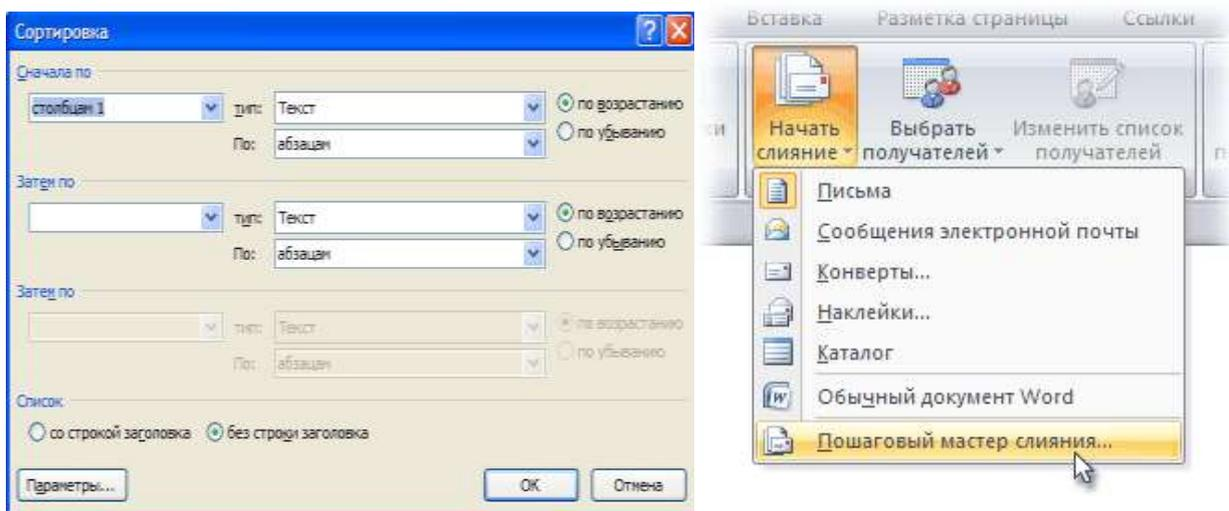 Сортировка
Сначала по
столбцам 1 тип: Текст по возрастанию
По: абзацам по убыванию
Затем по
тип: Текст по возрастанию
По: абзацам по убыванию
Затем по
тип: Текст по возрастанию
По: абзацам по убыванию
Список
со строкой заголовка без строки заголовка
Параметры... OK Отмена
Вставка Разметка страницы Ссылки
Начать слияние
Выбрать получателей
Изменить список получателей
Письма
Сообщения электронной почты
Конверты...
Наклейки...
Каталог
Обычный документ Word
Пошаговый мастер слияния...